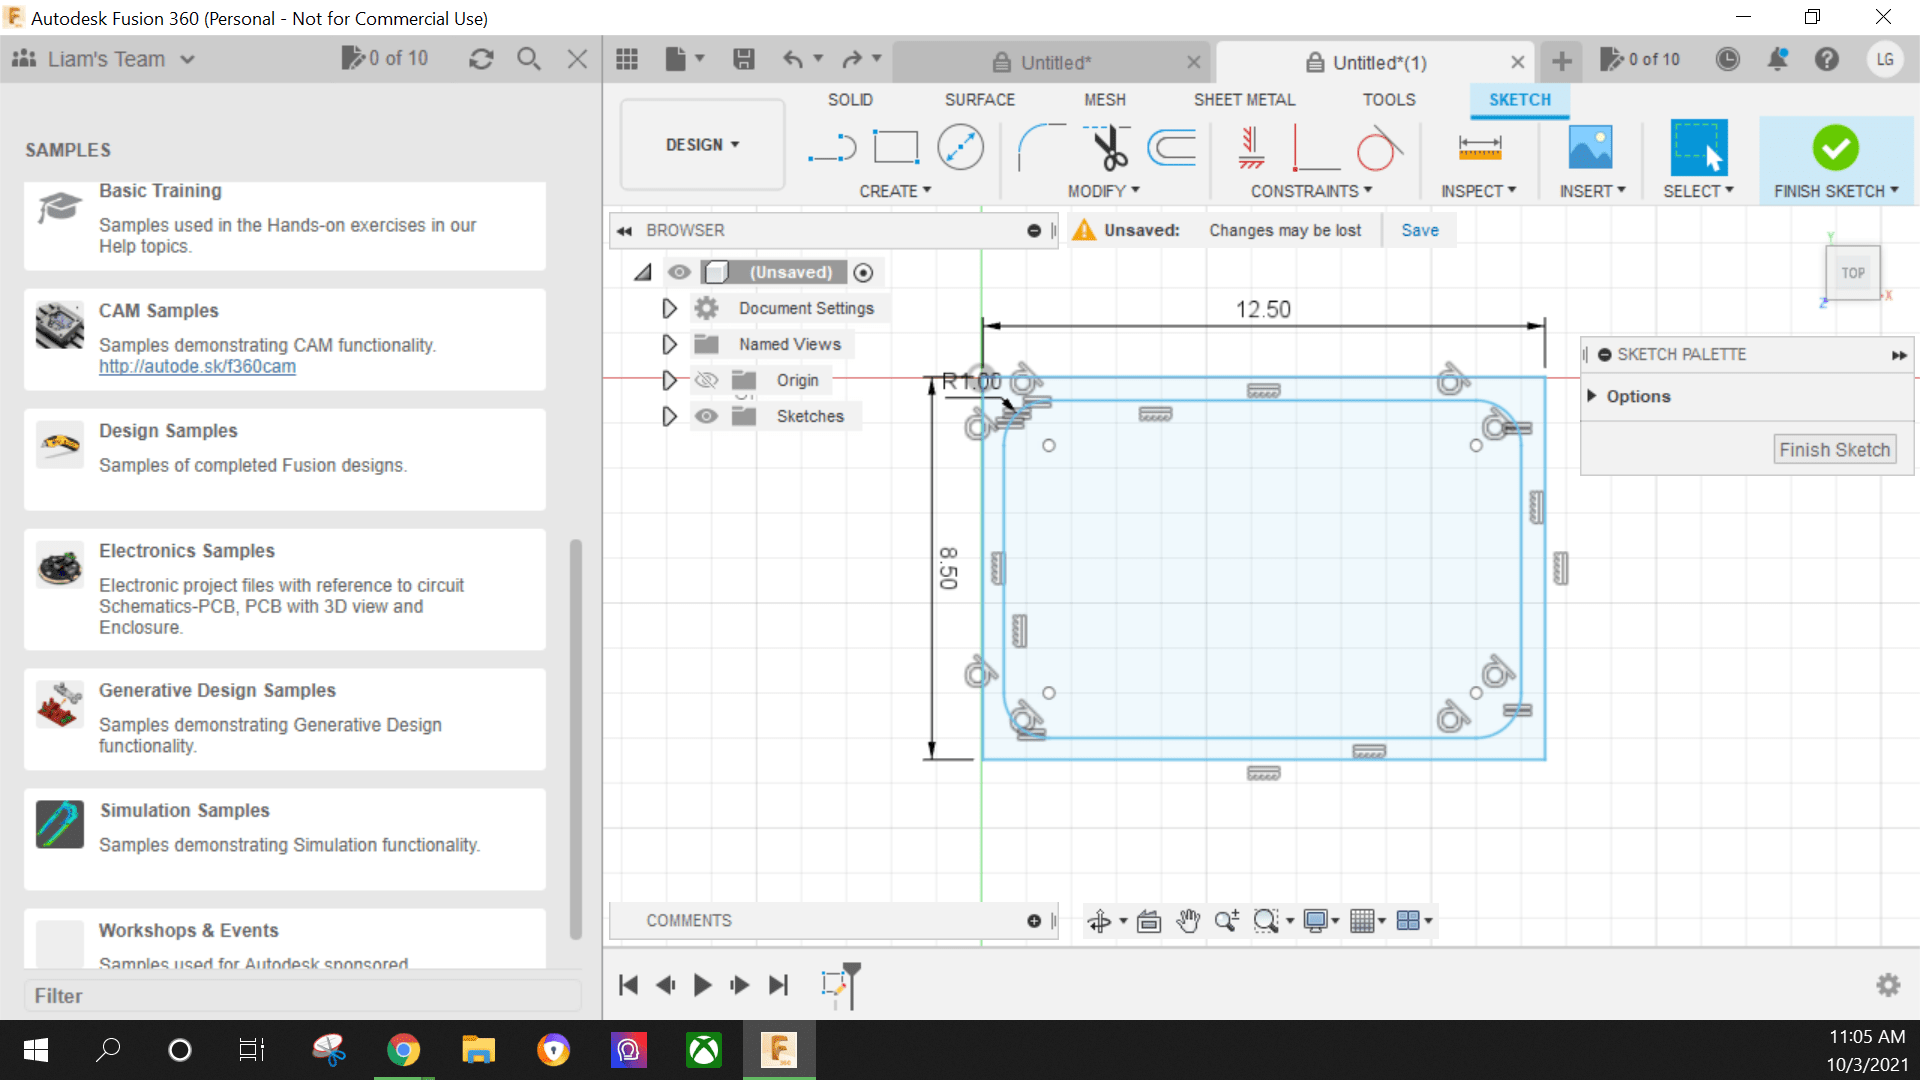 Autodesk Fusion 360 (Personal - Not for Commercial Use)
Liam's Team
0 of 10
Untitled*
Untitled*(1)
0 of 10
LG
SAMPLES
Basic Training
Samples used in the Hands-on exercises in our
Help topics.
CAM Samples
Samples demonstrating CAM functionality.
http://autode.sk/f360cam
Design Samples
Samples of completed Fusion designs.
Electronics Samples
Electronic project files with reference to circuit
Schematics-PCB, PCB with 3D view and
Enclosure.
Generative Design Samples
Samples demonstrating Generative Design
functionality.
Simulation Samples
Samples demonstrating Simulation functionality.
Workshops & Events
Samples used for Autodesk sponsored
Filter
SOLID
SURFACE
MESH
SHEET METAL
TOOLS
SKETCH
DESIGN
CREATE
MODIFY
CONSTRAINTS
INSPECT
INSERT
SELECT
FINISH SKETCH
BROWSER
Unsaved:
Changes may be lost
Save
(Unsaved)
Document Settings
Named Views
Origin
Sketches
Y
TOP
X
Z
12.50
R1.00
8.50
SKETCH PALETTE
Options
Finish Sketch
COMMENTS
11:05 AM
10/3/2021